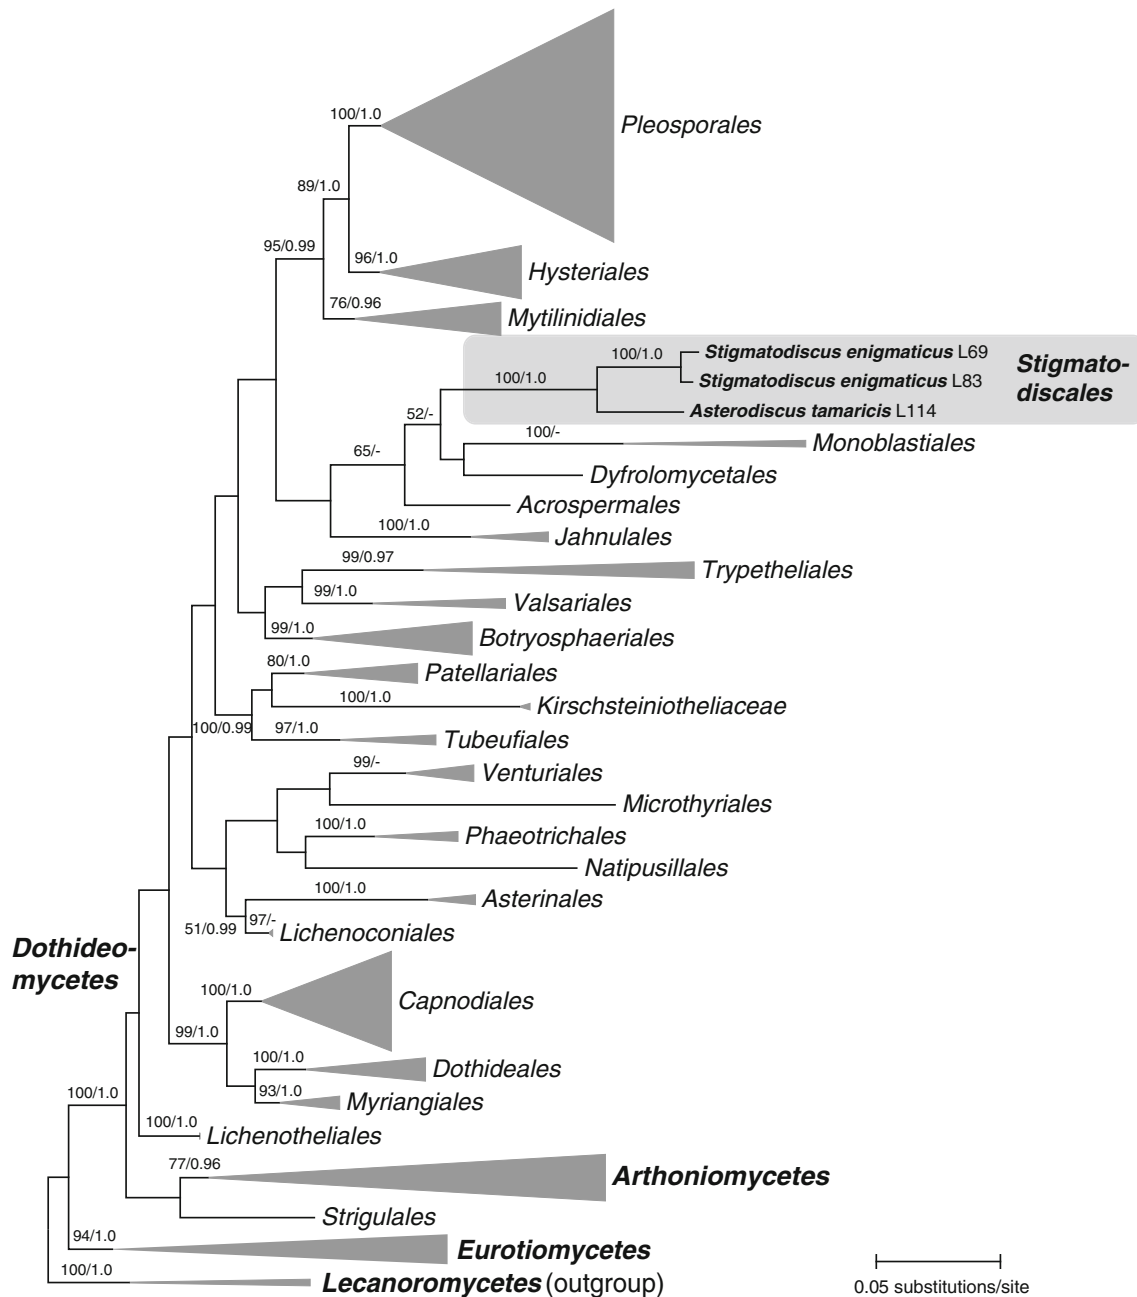 100/1.0
Pleosporales
89/1.0
95/0.99
96/1.0
Hysteriales
76/0.96
Mytilinidiales
100/1.0
Stigmatodiscus enigmaticus L69
Stigmato-
discales
100/1.0
Stigmatodiscus enigmaticus L83
Asterodiscus tamaricis L114
52/-
100/-
Monoblastiales
65/-
Dyfrolomycetales
Acrospermales
100/1.0
Jahnulales
99/0.97
Trypetheliales
99/1.0
Valsariales
99/1.0
Botryosphaeriales
80/1.0
Patellariales
100/1.0
Kirschsteiniotheliaceae
100/0.99
97/1.0
Tubeufiales
99/-
Venturiales
Microthyriales
100/1.0
Phaeotrichales
Natipusillales
100/1.0
Asterinales
51/0.99
97/-
Lichenoconiales
Dothideo-
mycetes
100/1.0
Capnodiales
99/1.0
100/1.0
Dothideales
93/1.0
Myriangiales
100/1.0
100/1.0
Lichenotheliales
77/0.96
Arthoniomycetes
Strigulales
94/1.0
Eurotiomycetes
100/1.0
Lecanoromycetes (outgroup)
0.05 substitutions/site